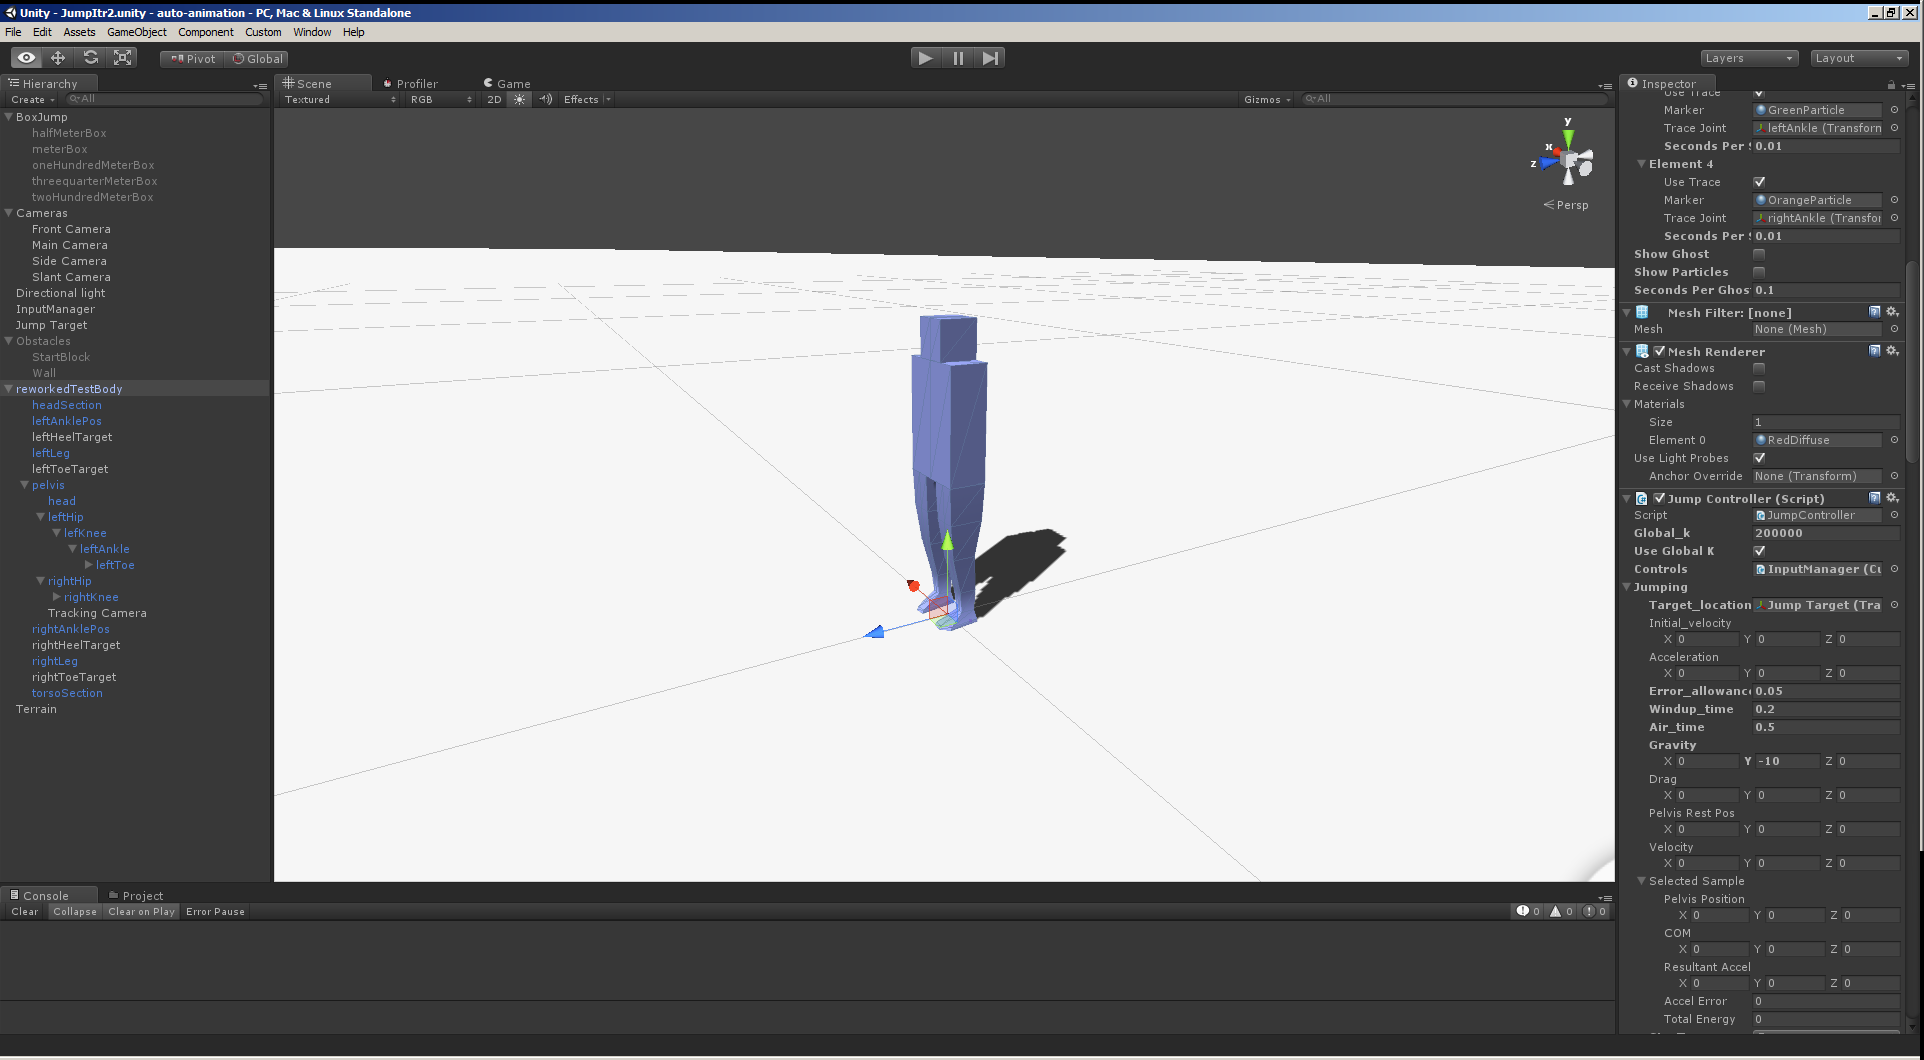 Unity - JumpItr2.unity - auto-animation - PC, Mac & Linux Standalone
File Edit Assets GameObject Component Custom Window Help
Pivot Global Layers Layout
Hierarchy
Create All
BoxJump
halfMeterBox
meterBox
oneHundredMeterBox
threequarterMeterBox
twoHundredMeterBox
Cameras
Front Camera
Main Camera
Side Camera
Slant Camera
Directional light
InputManager
Jump Target
Obstacles
StartBlock
Wall
reworkedTestBody
headSection
leftAnklePos
leftHeelTarget
leftLeg
leftToeTarget
pelvis
head
leftHip
lefKnee
leftAnkle
leftToe
rightHip
rightKnee
Tracking Camera
rightAnklePos
rightHeelTarget
rightLeg
rightToeTarget
torsoSection
Terrain
Scene Profiler Game
Textured RGB 2D Effects Gizmos All
y
x
z
Persp
Console Project
Clear Collapse Clear on Play Error Pause 0 0 0
Inspector
Use Trace
Marker GreenParticle
Trace Joint leftAnkle (Transforn
Seconds Per S 0.01
Element 4
Use Trace
Marker OrangeParticle
Trace Joint rightAnkle (Transfor
Seconds Per S 0.01
Show Ghost
Show Particles
Seconds Per Ghos 0.1
Mesh Filter: [none]
Mesh None (Mesh)
Mesh Renderer
Cast Shadows
Receive Shadows
Materials
Size 1
Element 0 RedDiffuse
Use Light Probes
Anchor Override None (Transform)
Jump Controller (Script)
Script JumpController
Global_k 200000
Use Global K
Controls InputManager (Cu
Jumping
Target_location Jump Target (Tra
Initial_velocity
X 0 Y 0 Z 0
Acceleration
X 0 Y 0 Z 0
Error_allowance 0.05
Windup_time 0.2
Air_time 0.5
Gravity
X 0 Y -10 Z 0
Drag
X 0 Y 0 Z 0
Pelvis Rest Pos
X 0 Y 0 Z 0
Velocity
X 0 Y 0 Z 0
Selected Sample
Pelvis Position
X 0 Y 0 Z 0
COM
X 0 Y 0 Z 0
Resultant Accel
X 0 Y 0 Z 0
Accel Error 0
Total Energy 0